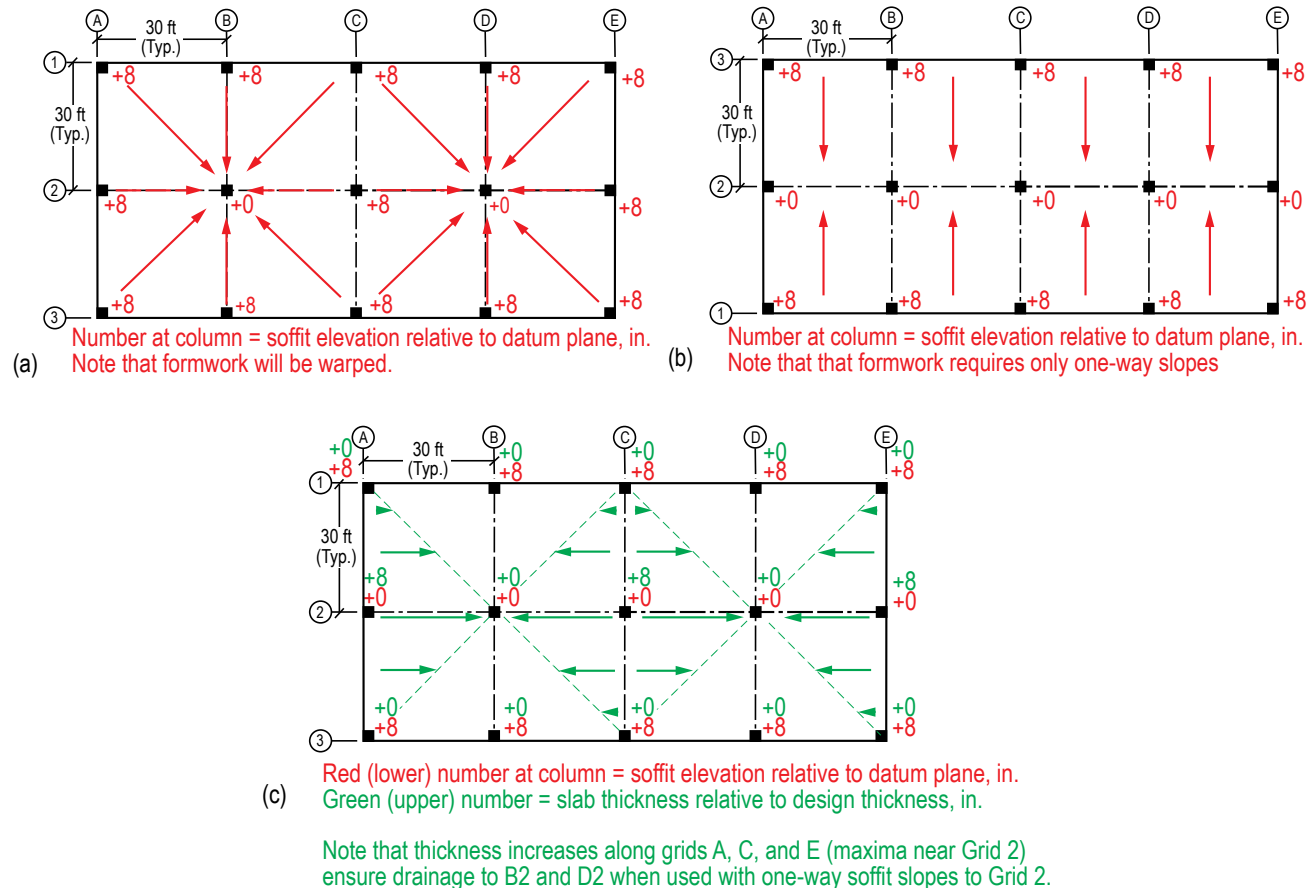 A B C D E
30 ft
(Typ.)
1
+8 +8 +8 +8 +8
30 ft
(Typ.)
2
+8 +0 +8 +0 +8
+8 +8 +8 +8 +8
3
Number at column = soffit elevation relative to datum plane, in.
(a) Note that formwork will be warped.
A B C D E
30 ft
(Typ.)
3
+8 +8 +8 +8 +8
30 ft
(Typ.)
2
+0 +0 +0 +0 +0
+8 +8 +8 +8 +8
1
Number at column = soffit elevation relative to datum plane, in.
(b) Note that that formwork requires only one-way slopes
A B C D E
+0 +0 +0 +0 +0
+8 +8 +8 +8 +8
30 ft
(Typ.)
1
30 ft
(Typ.)
+8 +0 +8 +0 +8
+0 +0 +0 +0 +0
2
+0 +0 +0 +0 +0
+8 +8 +8 +8 +8
3
Red (lower) number at column = soffit elevation relative to datum plane, in.
(c) Green (upper) number = slab thickness relative to design thickness, in.
Note that thickness increases along grids A, C, and E (maxima near Grid 2)
ensure drainage to B2 and D2 when used with one-way soffit slopes to Grid 2.